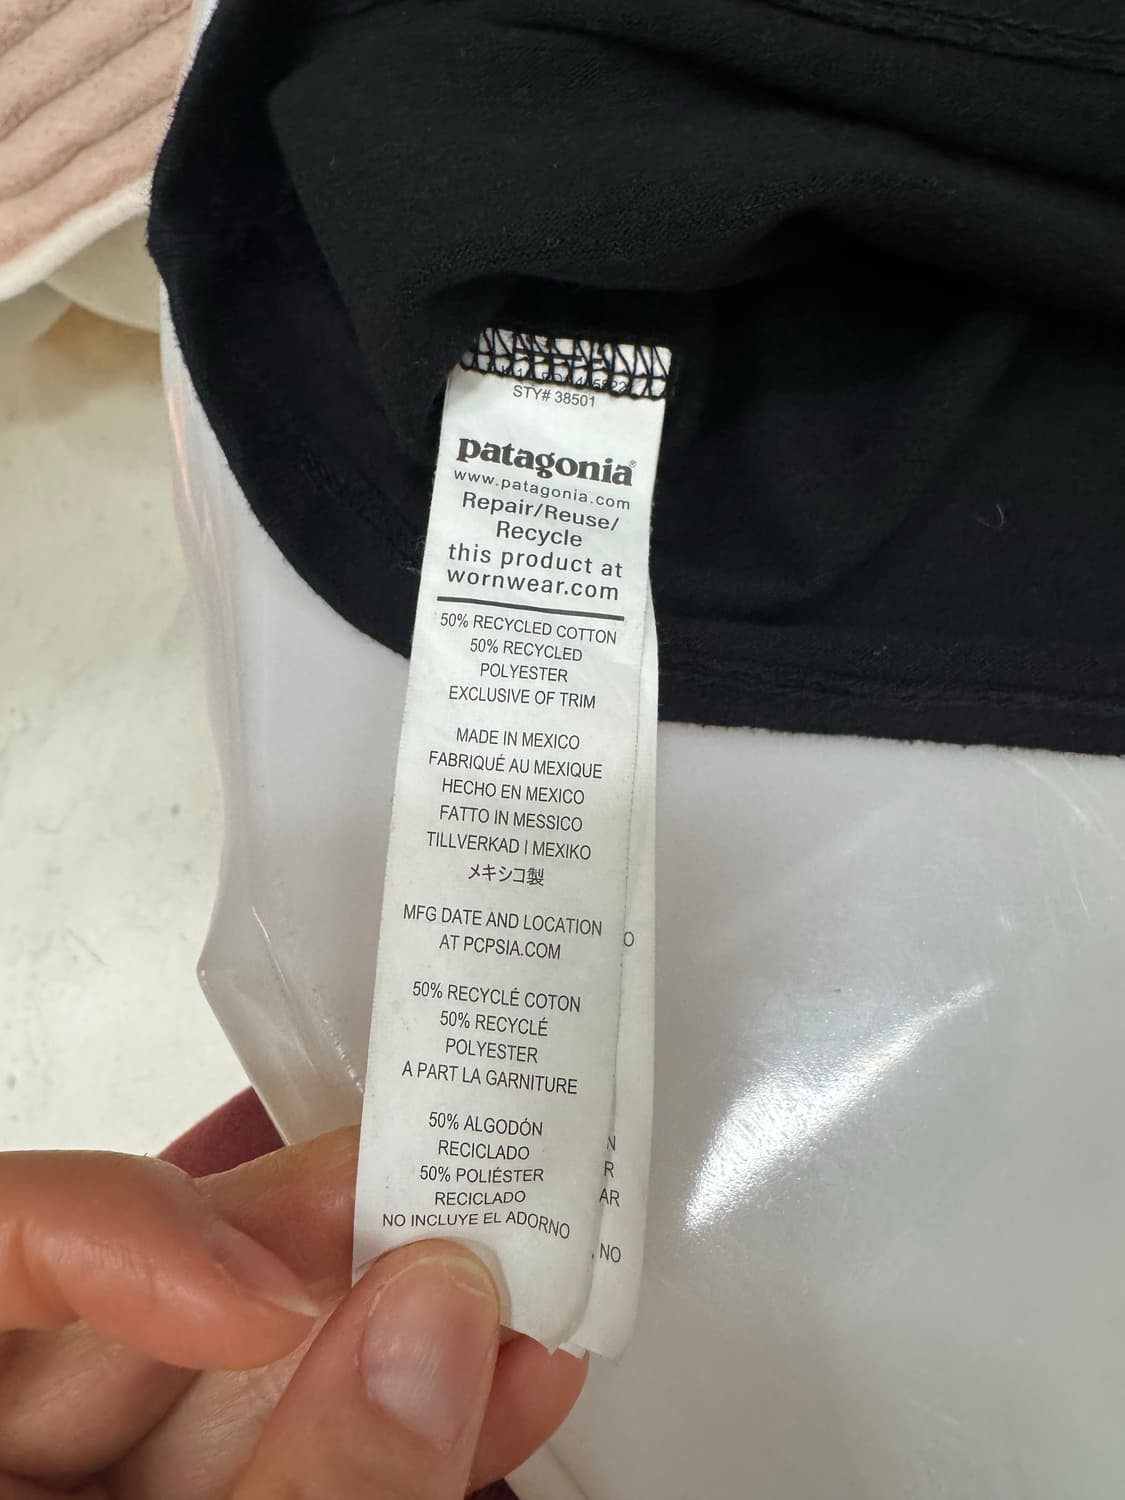 STY# 38501
patagonia®
www.patagonia.com
Repair/Reuse/
Recycle
this product at
wornwear.com
50% RECYCLED COTTON
50% RECYCLED
POLYESTER
EXCLUSIVE OF TRIM
MADE IN MEXICO
FABRIQUÉ AU MEXIQUE
HECHO EN MEXICO
FATTO IN MESSICO
TILLVERKAD I MEXIKO
メキシコ製
MFG DATE AND LOCATION
AT PCPSIA.COM
50% RECYCLÉ COTON
50% RECYCLÉ
POLYESTER
A PART LA GARNITURE
50% ALGODÓN
RECICLADO
50% POLIÉSTER
RECICLADO
NO INCLUYE EL ADORNO
O
N
R
AR
NO